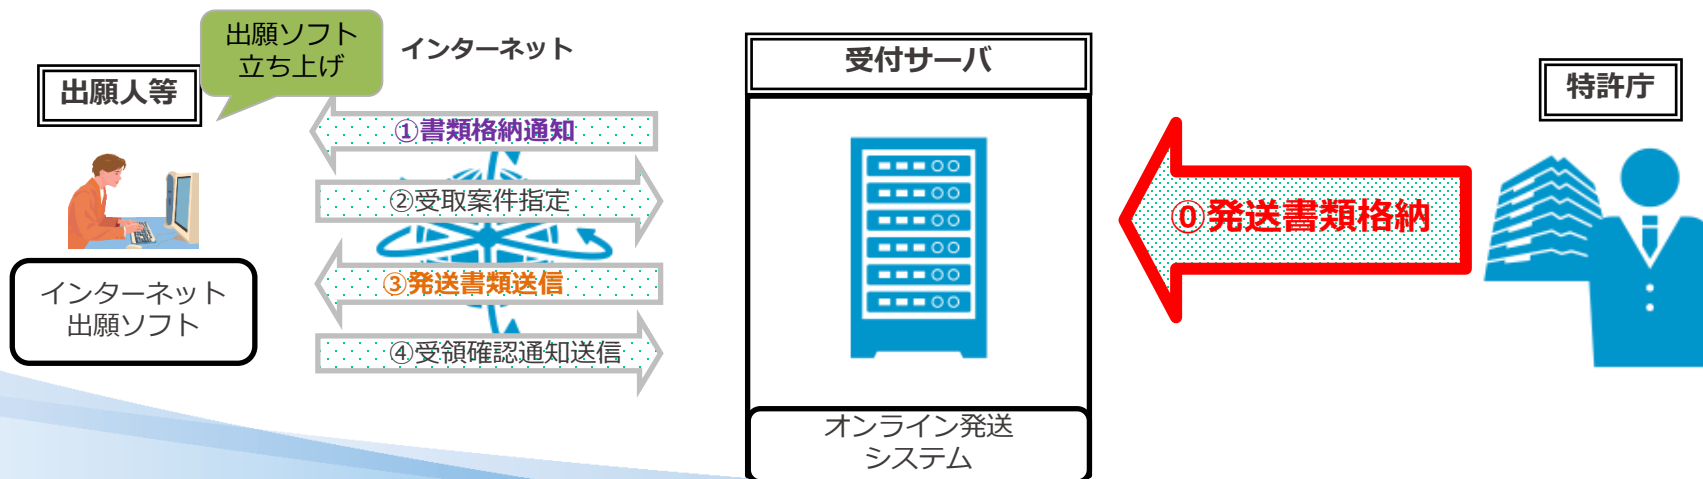 出願ソフト
立ち上げ
インターネット
出願人等
受付サーバ
特許庁
①書類格納通知
②受取案件指定
③発送書類送信
④受領確認通知送信
⓪発送書類格納
インターネット
出願ソフト
オンライン発送
システム